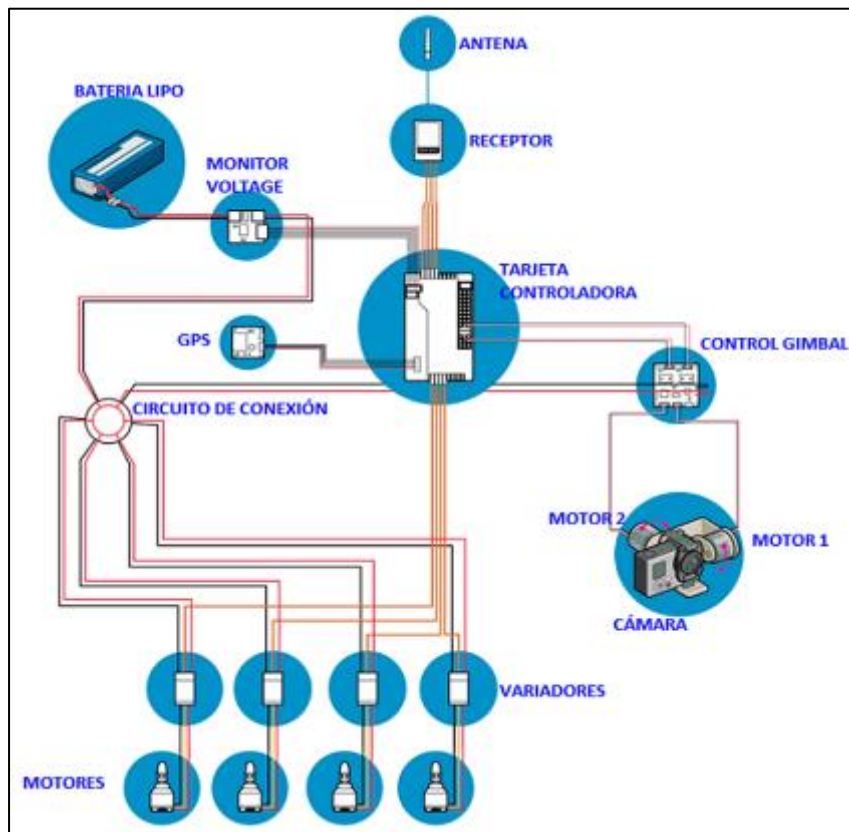 ANTENA
BATERIA LIPO
RECEPTOR
MONITOR
VOLTAGE
TARJETA
CONTROLADORA
GPS
CONTROL GIMBAL
CIRCUITO DE CONEXIÓN
MOTOR 2
MOTOR 1
CÁMARA
VARIADORES
MOTORES